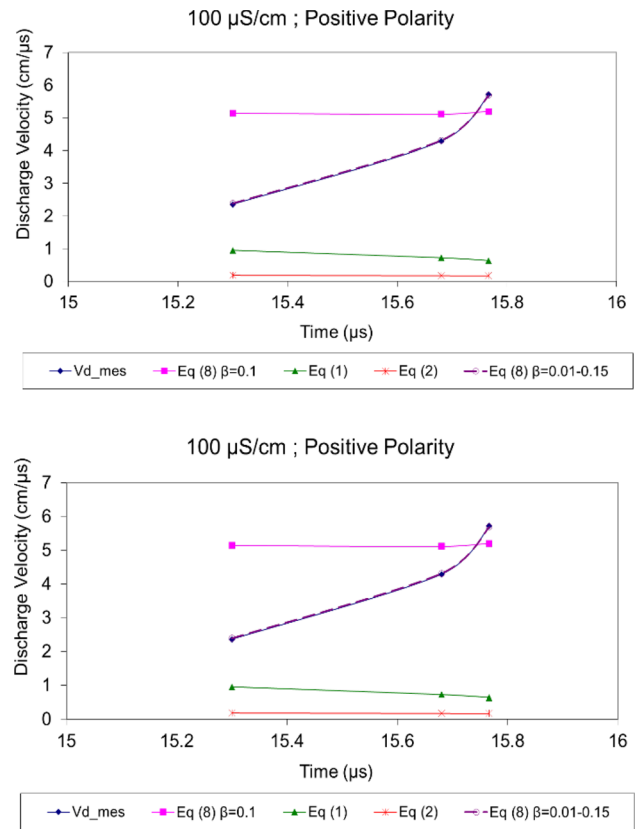 100 µS/cm ; Positive Polarity
Discharge Velocity (cm/µs)
7
6
5
4
3
2
1
0
15
15.2
15.4
15.6
15.8
16
Time (µs)
Vd_mes
Eq (8) β=0.1
Eq (1)
Eq (2)
Eq (8) β=0.01-0.15
100 µS/cm ; Positive Polarity
Discharge Velocity (cm/µs)
7
6
5
4
3
2
1
0
15
15.2
15.4
15.6
15.8
16
Time (µs)
Vd_mes
Eq (8) β=0.1
Eq (1)
Eq (2)
Eq (8) β=0.01-0.15